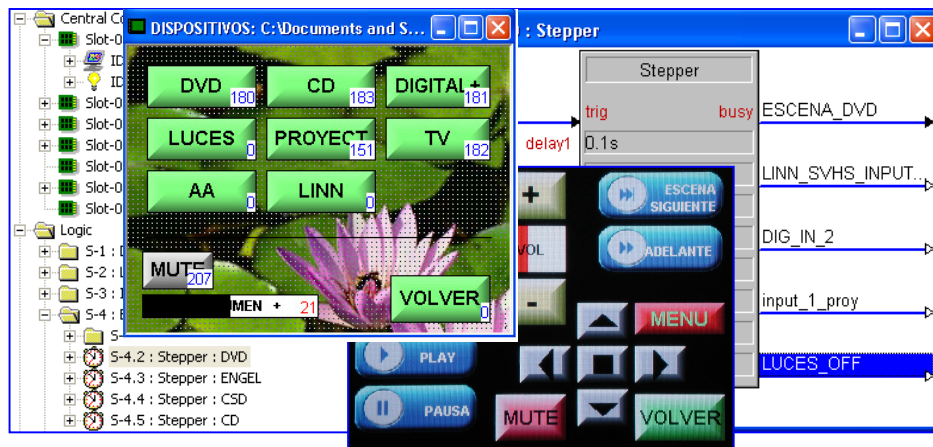 Central Co
Slot-0
ID
ID
Slot-0
Slot-0
Slot-0
Slot-0
Slot-0
Slot-0
Logic
S-1 :
S-2 :
S-3 :
S-4 :
S-
S-4.2 : Stepper : DVD
S-4.3 : Stepper : ENGEL
S-4.4 : Stepper : CSD
S-4.5 : Stepper : CD
DISPOSITIVOS: C:\Documents and S...
DVD 180
CD 183
DIGITAL+ 181
LUCES 0
PROYECT 151
TV 182
AA 0
LINN 0
MUTE 207
UMEN + 21
VOLVER 0
: Stepper
Stepper
trig busy
delay1 0.1s
ESCENA_DVD
LINN_SVHS_INPUT...
DIG_IN_2
input_1_proy
LUCES_OFF
+
VOL
-
ESCENA
SIGUIENTE
ADELANTE
MENU
PLAY
PAUSA
MUTE
VOLVER